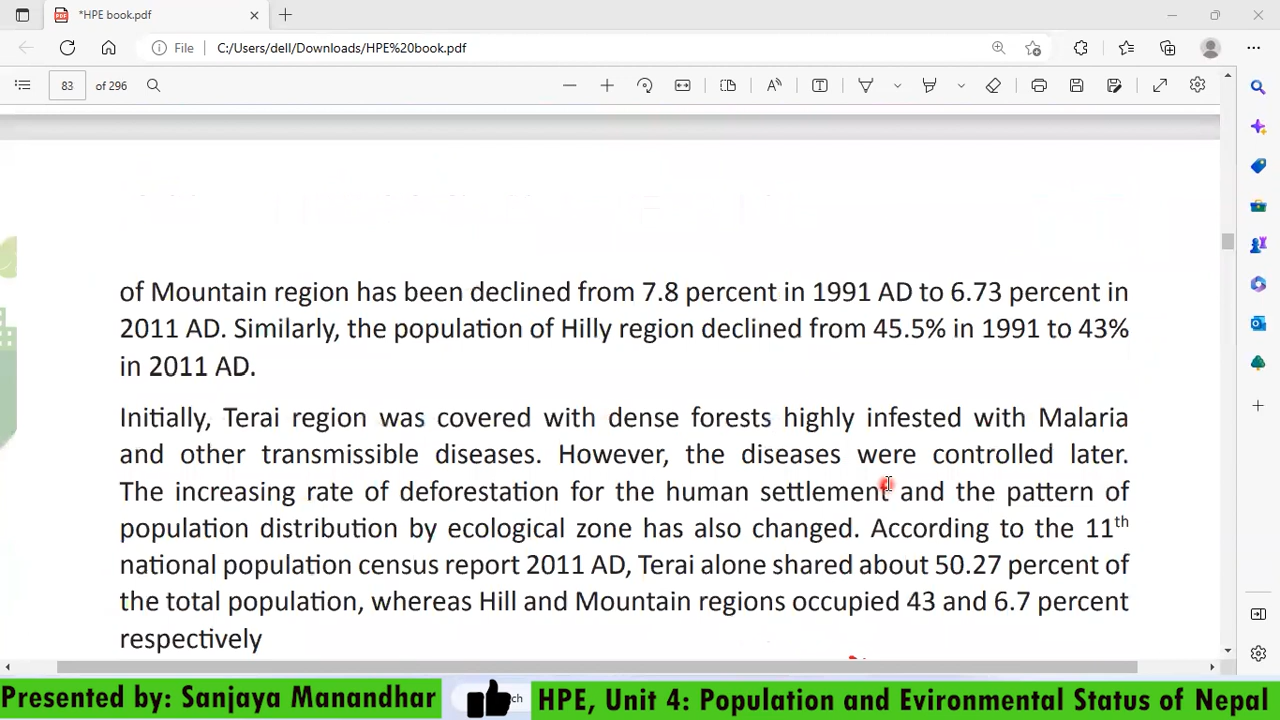 *HPE book.pdf
File C:/Users/dell/Downloads/HPE%20book.pdf
83 of 296
of Mountain region has been declined from 7.8 percent in 1991 AD to 6.73 percent in
2011 AD. Similarly, the population of Hilly region declined from 45.5% in 1991 to 43%
in 2011 AD.
Initially, Terai region was covered with dense forests highly infested with Malaria
and other transmissible diseases. However, the diseases were controlled later.
The increasing rate of deforestation for the human settlement and the pattern of
population distribution by ecological zone has also changed. According to the 11th
national population census report 2011 AD, Terai alone shared about 50.27 percent of
the total population, whereas Hill and Mountain regions occupied 43 and 6.7 percent
respectively
Presented by: Sanjaya Manandhar HPE, Unit 4: Population and Evironmental Status of Nepal